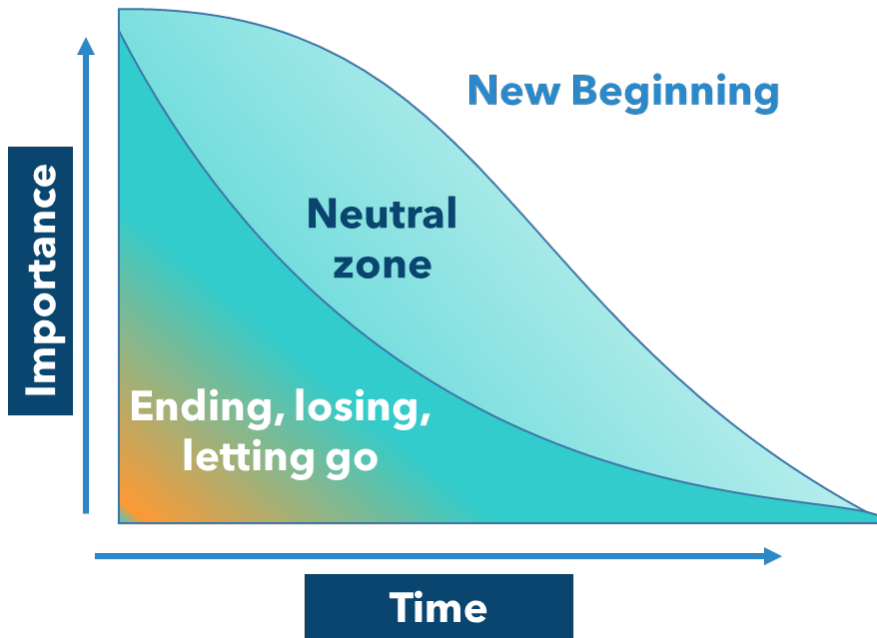 New Beginning
Neutral
zone
Importance
Ending, losing,
letting go
Time